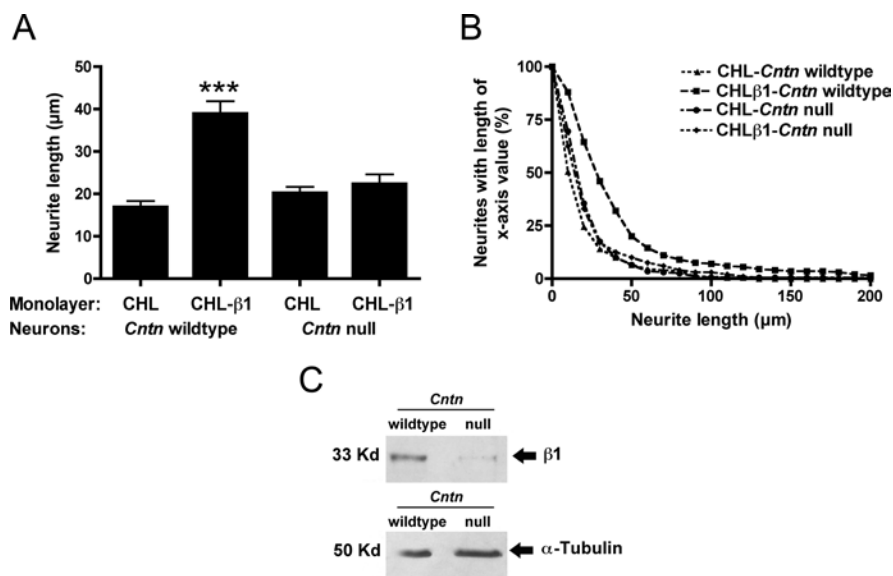 A
50
40
30
20
10
0
Neurite length (µm)
***
Monolayer: CHL CHL-β1 CHL CHL-β1
Neurons: Cntn wildtype Cntn null
B
100
75
50
25
0
Neurites with length of
x-axis value (%)
CHL-Cntn wildtype
CHLβ1-Cntn wildtype
CHL-Cntn null
CHLβ1-Cntn null
0 50 100 150 200
Neurite length (µm)
C
Cntn
wildtype null
33 Kd β1
Cntn
wildtype null
50 Kd α-Tubulin